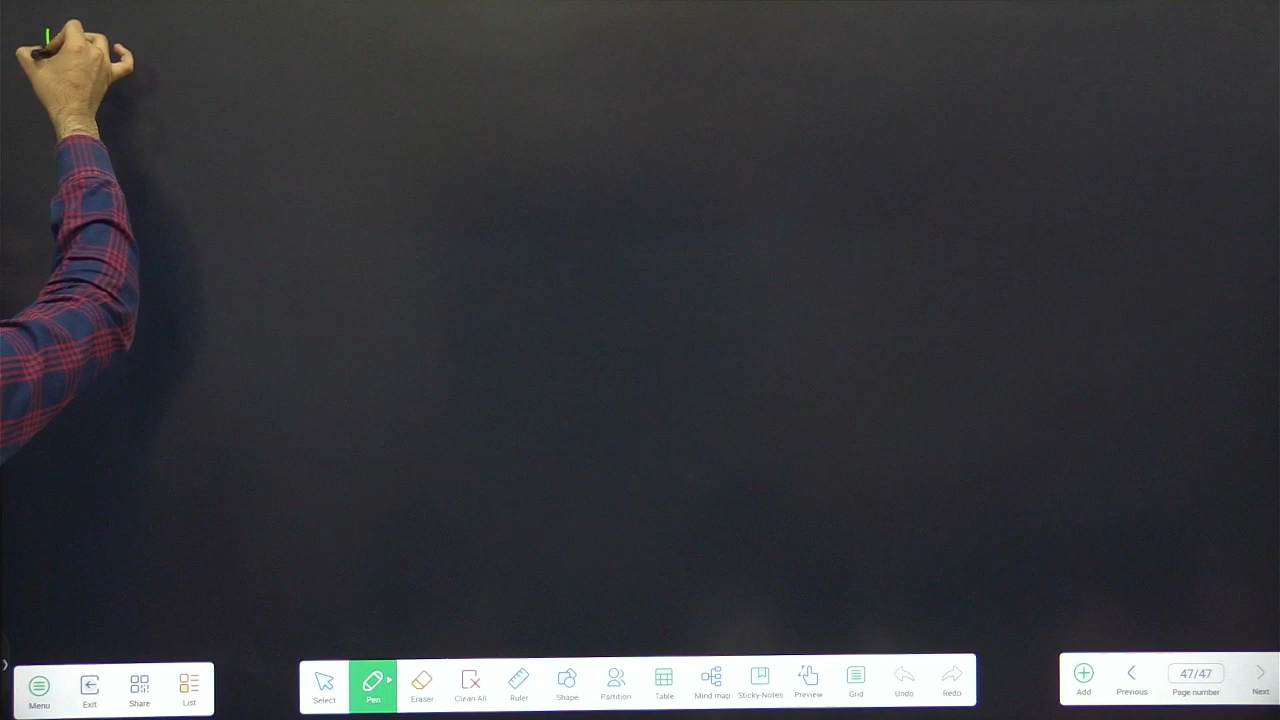 Menu
Exit
Share
List
Select
Pen
Eraser
Clean All
Ruler
Shape
Partition
Table
Mind map
Sticky-Notes
Preview
Grid
Undo
Redo
Add
Previous
47/47
Page number
Next